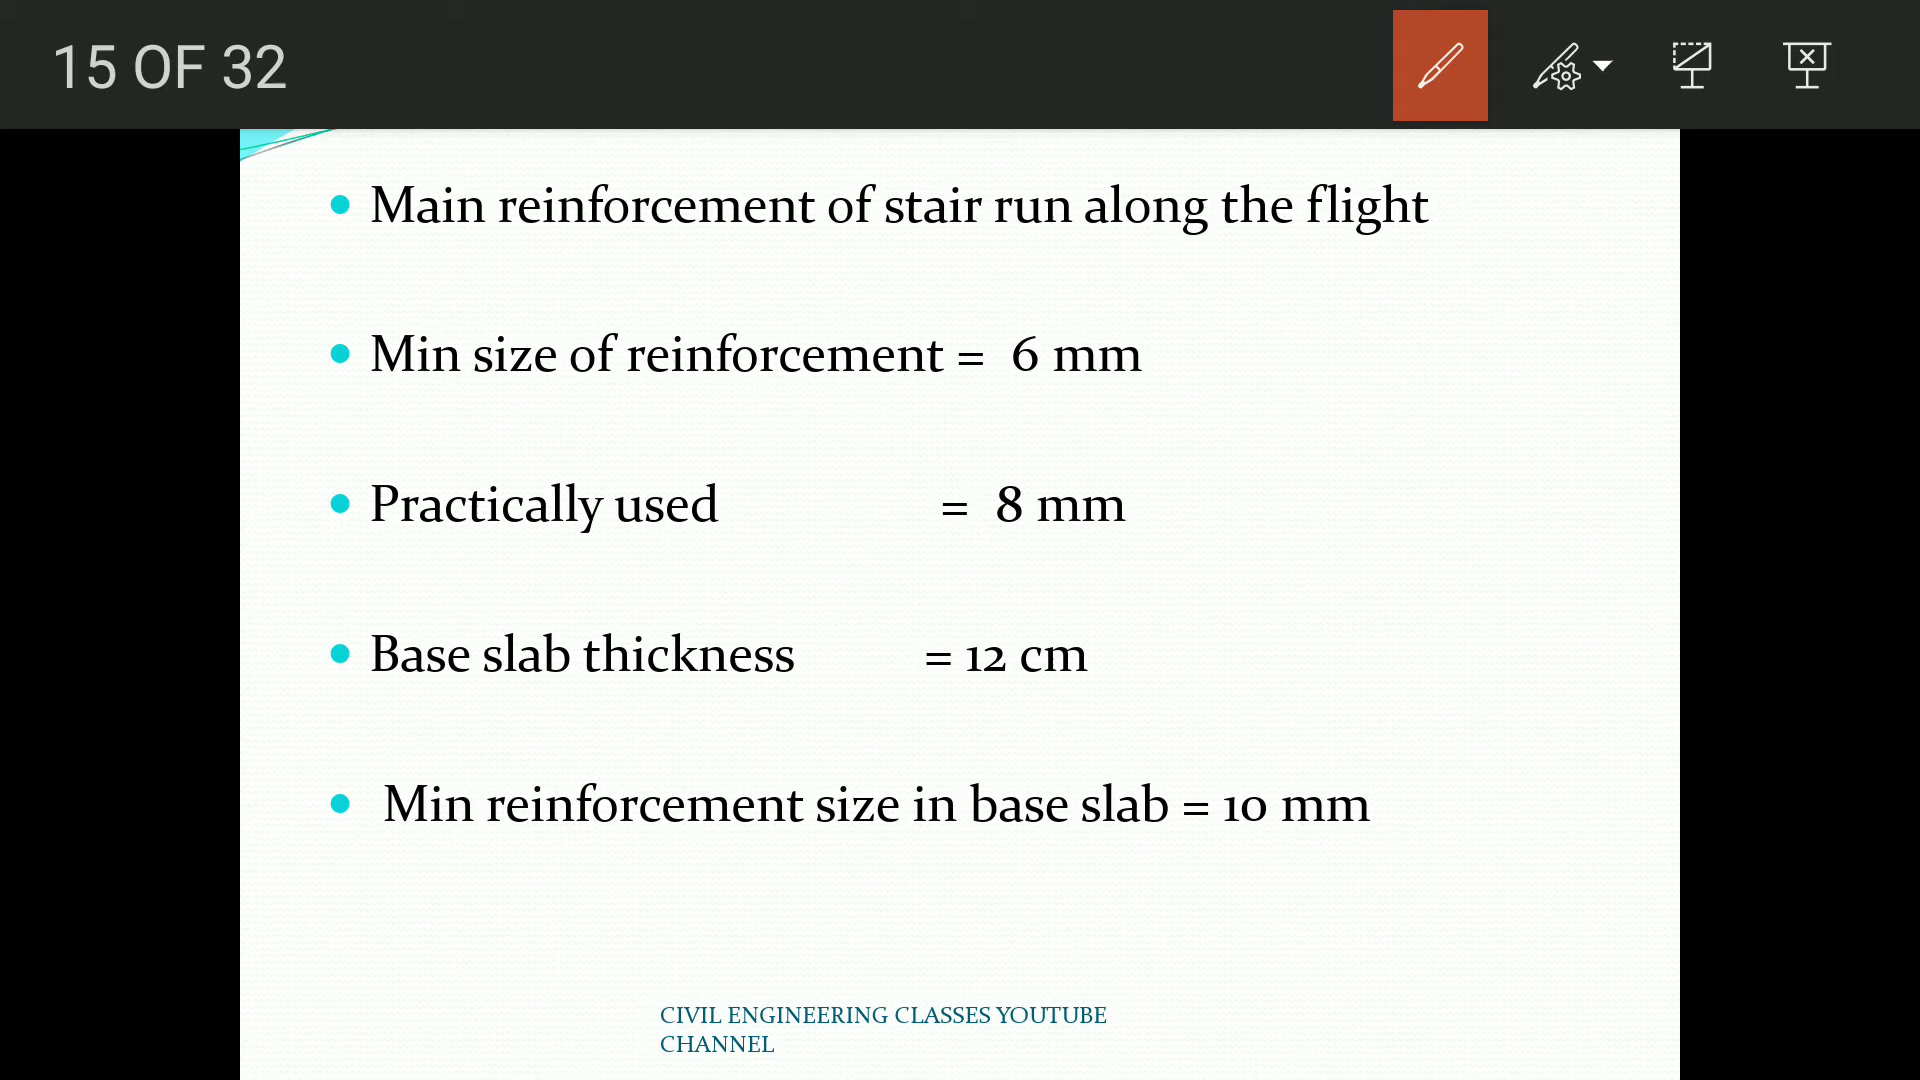 15 OF 32
Main reinforcement of stair run along the flight
Min size of reinforcement = 6 mm
Practically used = 8 mm
Base slab thickness = 12 cm
Min reinforcement size in base slab = 10 mm
CIVIL ENGINEERING CLASSES YOUTUBE
CHANNEL